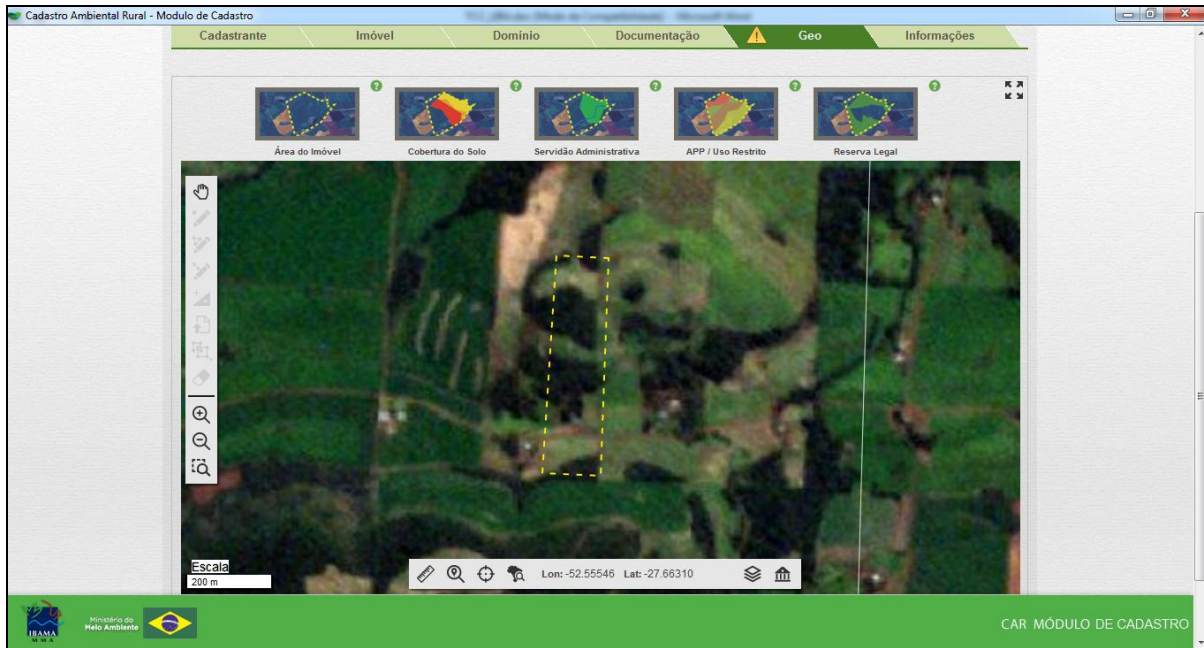 Cadastro Ambiental Rural - Modulo de Cadastro
Cadastrante Imóvel Domínio Documentação Geo Informações
Área do Imóvel Cobertura do Solo Servidão Administrativa APP / Uso Restrito Reserva Legal
Escala
200 m
Lon: -52.55546 Lat: -27.66310
IBAMA
M M A
Ministério do
Meio Ambiente
CAR MÓDULO DE CADASTRO